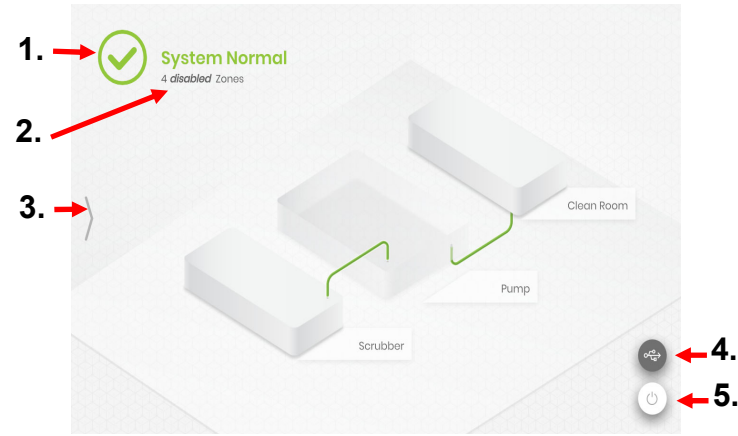 1.
System Normal
4 disabled Zones
2.
3.
Clean Room
Pump
Scrubber
4.
5.